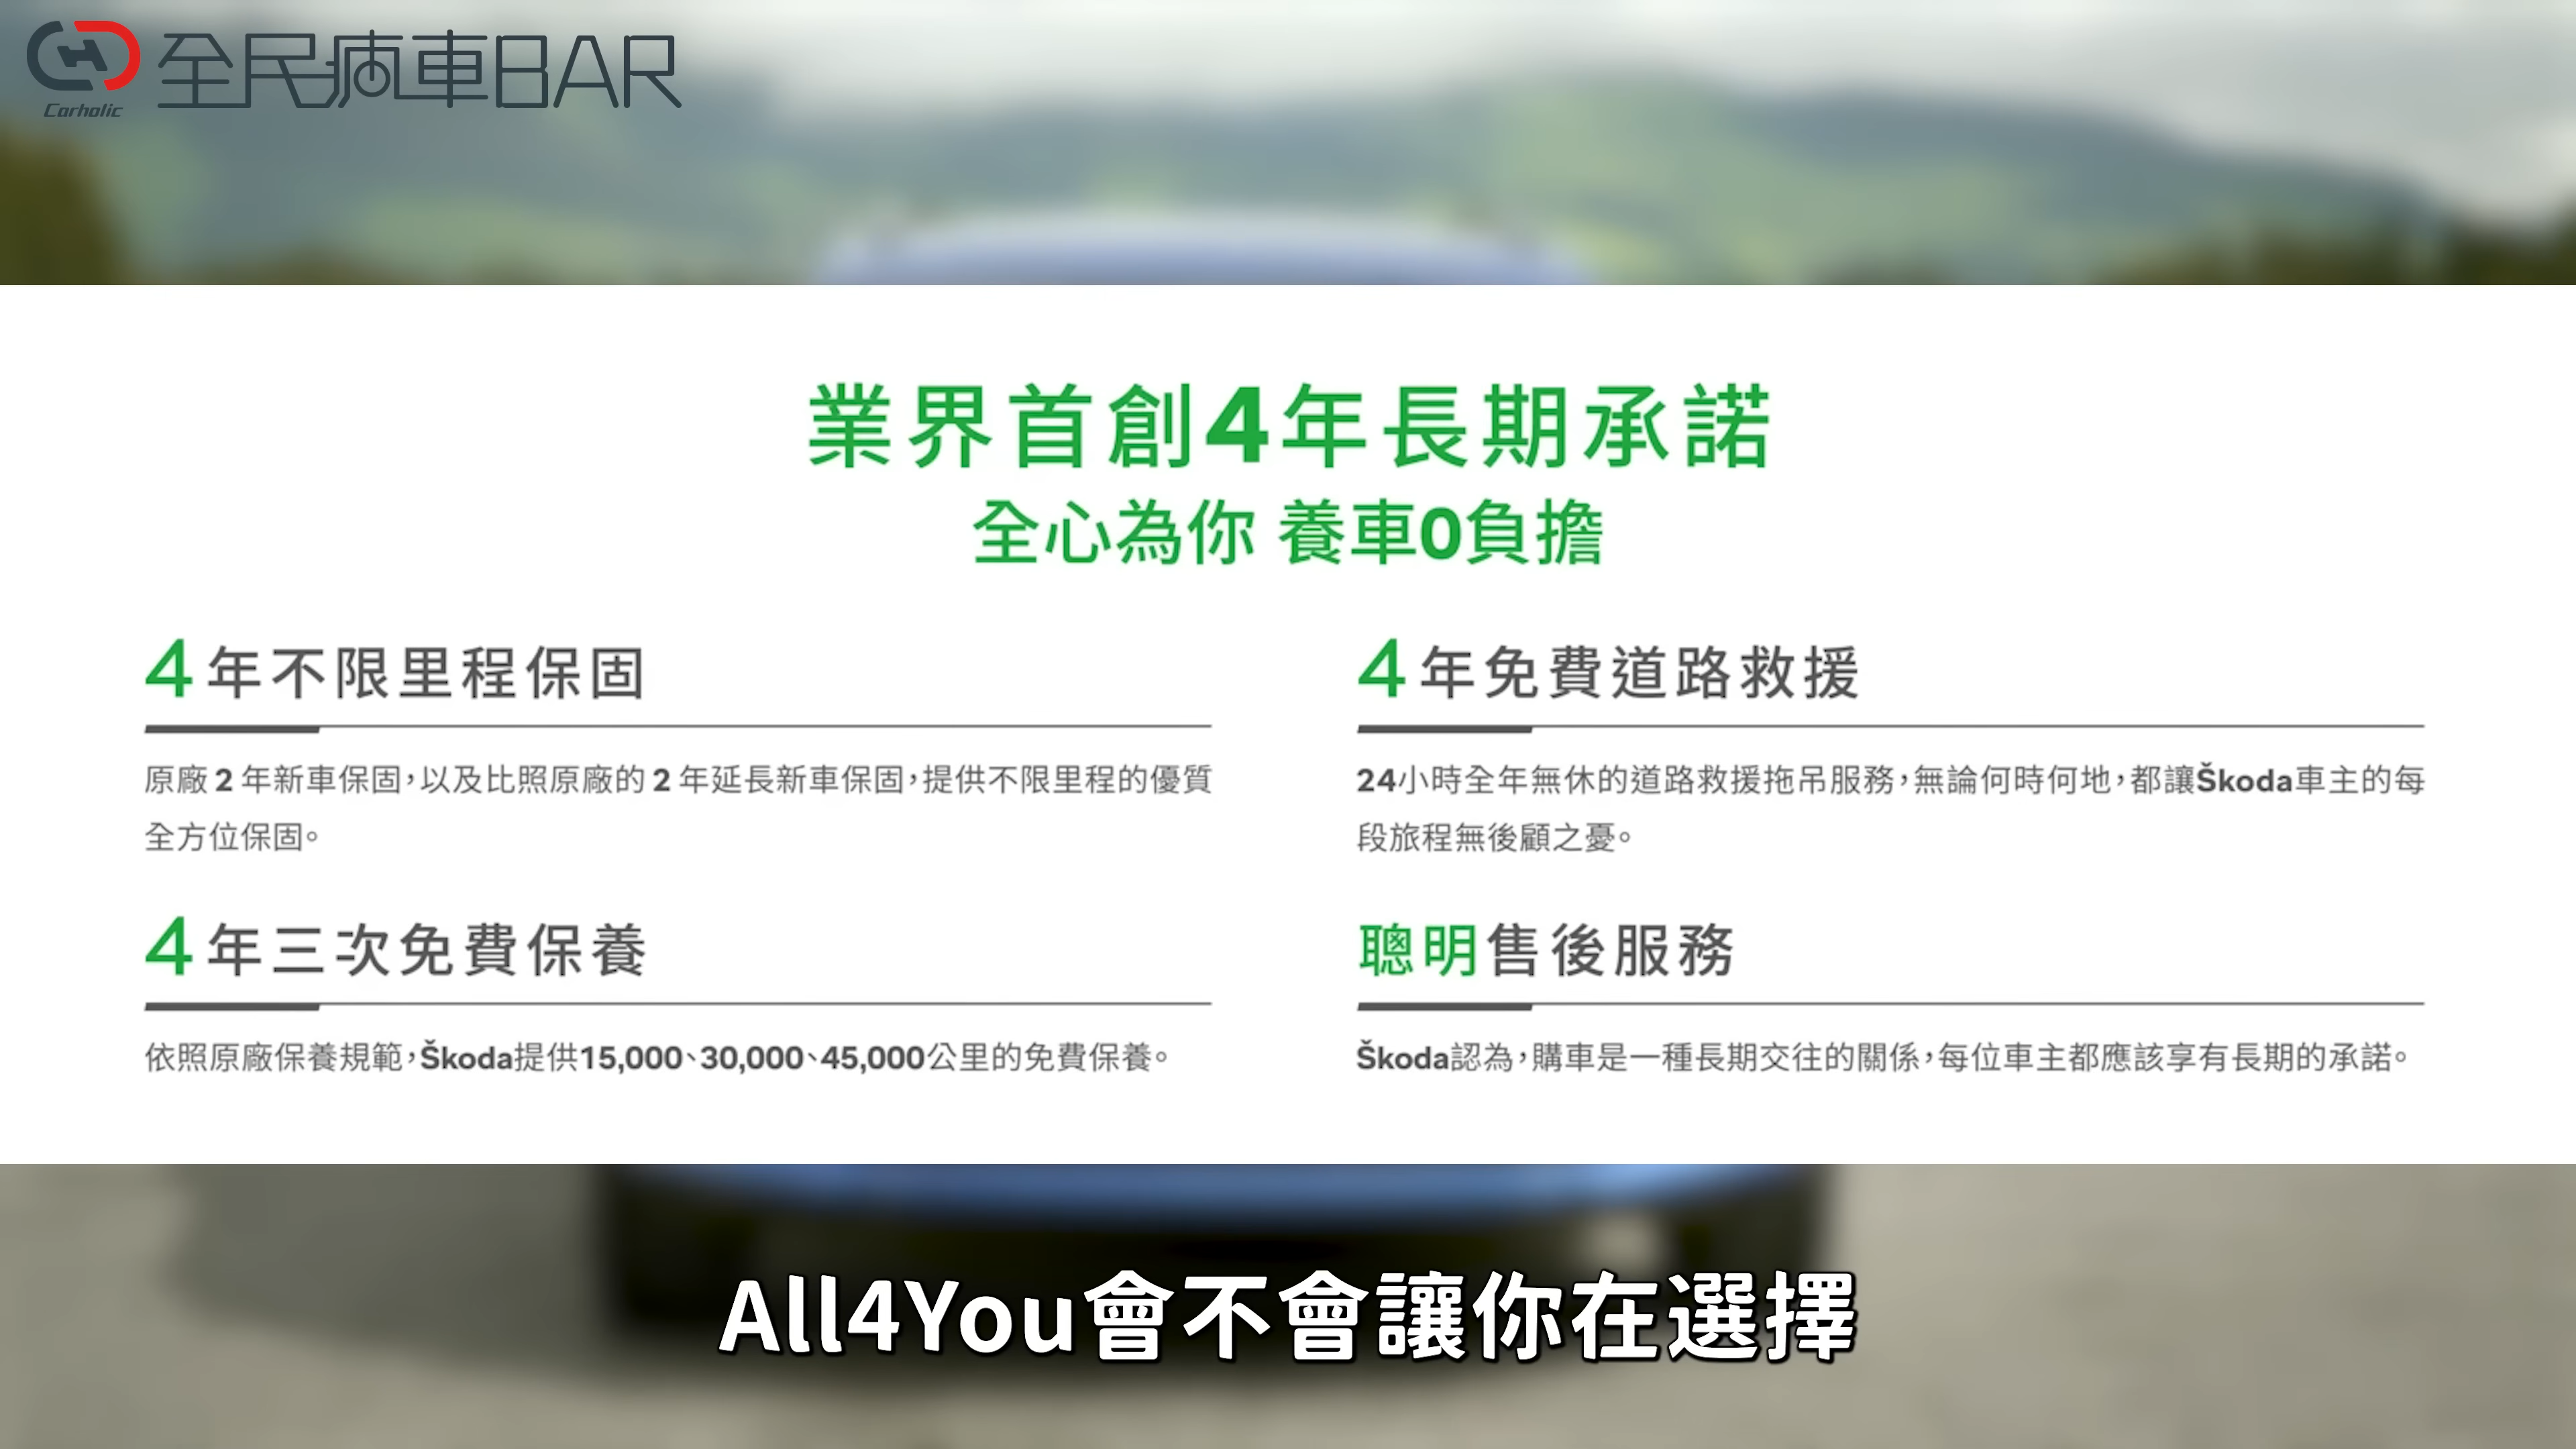 全民瘋車BAR
Carholic
業界首創4年長期承諾
全心為你 養車0負擔
4年不限里程保固
原廠2年新車保固,以及比照原廠的2年延長新車保固,提供不限里程的優質
全方位保固。
4年免費道路救援
24小時全年無休的道路救援拖吊服務,無論何時何地,都讓Škoda車主的每
段旅程無後顧之憂。
4年三次免費保養
依照原廠保養規範,Škoda提供15,000、30,000、45,000公里的免費保養。
聰明售後服務
Škoda認為,購車是一種長期交往的關係,每位車主都應該享有長期的承諾。
All4You會不會讓你在選擇